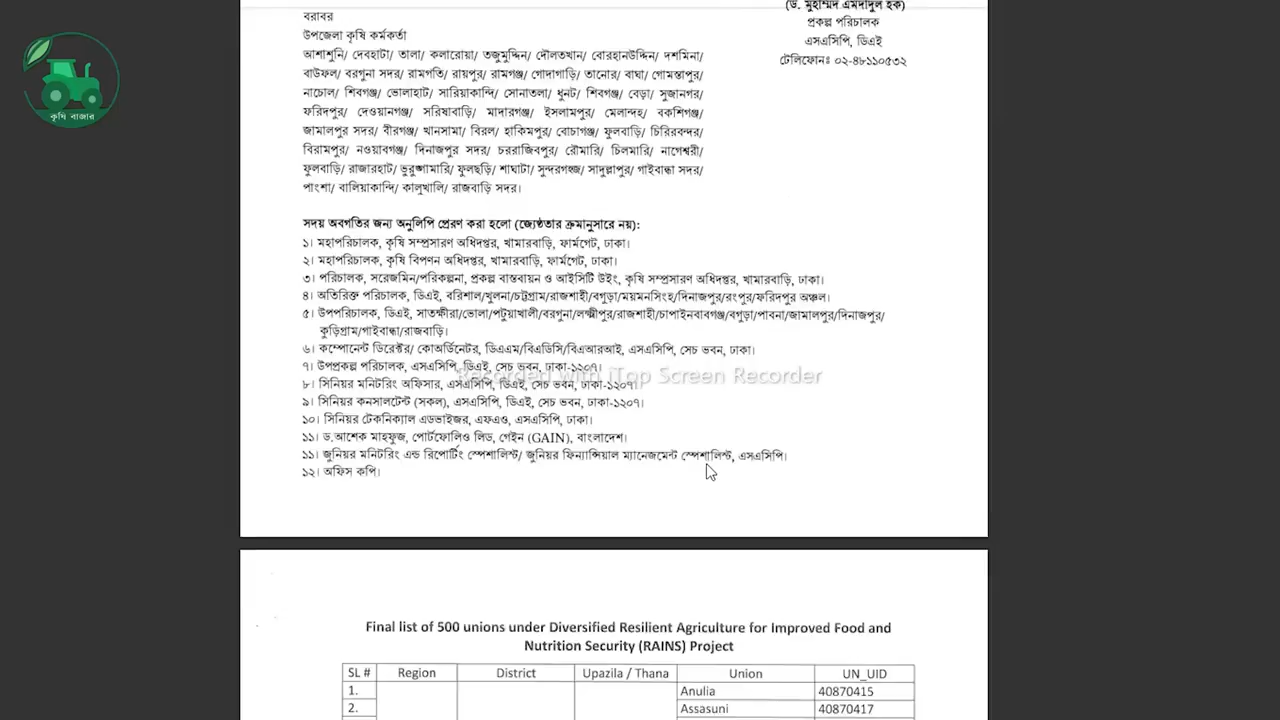 (ড. মুহাম্মদ এমদাদুল হক)
প্রকল্প পরিচালক
এসএসিপি, ডিএই
টেলিফোনঃ ০২-৪৮১১০৫৩২
বরাবর
উপজেলা কৃষি কর্মকর্তা
আশাশুনি/ দেবহাটা/ তালা/ কলারোয়া/ তজুমুদ্দিন/ দৌলতখান/ বোরহানউদ্দিন/ দশমিনা/
বাউফল/ বরগুনা সদর/ রামগতি/ রায়পুর/ রামগঞ্জ/ গোদাগাড়ি/ তানোর/ বাঘা/ গোমস্তাপুর/
নাচোল/ শিবগঞ্জ/ ভোলাহাট/ সারিয়াকান্দি/ সোনাতলা/ ধুনট/ শিবগঞ্জ/ বেড়া/ সুজানগর/
ফরিদপুর/ দেওয়ানগঞ্জ/ সরিষাবাড়ি/ মাদারগঞ্জ/ ইসলামপুর/ মেলান্দহ/ বকশিগঞ্জ/
জামালপুর সদর/ বীরগঞ্জ/ খানসামা/ বিরল/ হাকিমপুর/ বোচাগঞ্জ/ ফুলবাড়ি/ চিরিরবন্দর/
বিরামপুর/ নওয়াবগঞ্জ/ দিনাজপুর সদর/ চররাজিবপুর/ রৌমারি/ চিলমারি/ নাগেশ্বরী/
ফুলবাড়ি/ রাজারহাট/ ভুরুঙ্গামারি/ ফুলছড়ি/ শাঘাটা/ সুন্দরগঞ্জ/ সাদুল্লাপুর/ গাইবান্ধা সদর/
পাংশা/ বালিয়াকান্দি/ কালুখালি/ রাজবাড়ি সদর।
সদয় অবগতির জন্য অনুলিপি প্রেরণ করা হলো (জ্যেষ্ঠতার ক্রমানুসারে নয়):
১। মহাপরিচালক, কৃষি সম্প্রসারণ অধিদপ্তর, খামারবাড়ি, ফার্মগেট, ঢাকা।
২। মহাপরিচালক, কৃষি বিপণন অধিদপ্তর, খামারবাড়ি, ফার্মগেট, ঢাকা।
৩। পরিচালক, সরেজমিন/পরিকল্পনা, প্রকল্প বাস্তবায়ন ও আইসিটি উইং, কৃষি সম্প্রসারণ অধিদপ্তর, খামারবাড়ি, ঢাকা।
৪। অতিরিক্ত পরিচালক, ডিএই, বরিশাল/খুলনা/চট্টগ্রাম/রাজশাহী/বগুড়া/ময়মনসিংহ/দিনাজপুর/রংপুর/ফরিদপুর অঞ্চল।
৫। উপপরিচালক, ডিএই, সাতক্ষীরা/ভোলা/পটুয়াখালী/বরগুনা/লক্ষ্মীপুর/রাজশাহী/চাপাইনবাবগঞ্জ/বগুড়া/পাবনা/জামালপুর/দিনাজপুর/
কুড়িগ্রাম/গাইবান্ধা/রাজবাড়ি।
৬। কম্পোনেন্ট ডিরেক্টর/ কোঅর্ডিনেটর, ডিএএম/বিএডিসি/বিএআরআই, এসএসিপি, সেচ ভবন, ঢাকা।
৭। উপপ্রকল্প পরিচালক, এসএসিপি, ডিএই, সেচ ভবন, ঢাকা-১২০৭।
Recorded with iTop Screen Recorder
৮। সিনিয়র মনিটরিং অফিসার, এসএসিপি, ডিএই, সেচ ভবন, ঢাকা-১২০৭।
৯। সিনিয়র কনসালটেন্ট (সকল), এসএসিপি, ডিএই, সেচ ভবন, ঢাকা-১২০৭।
১০। সিনিয়র টেকনিক্যাল এডভাইজর, এফএও, এসএসিপি, ঢাকা।
১১। ড.আশেক মাহফুজ, পোর্টফোলিও লিড, গেইন (GAIN), বাংলাদেশ।
১১। জুনিয়র মনিটরিং এন্ড রিপোর্টিং স্পেশালিস্ট/ জুনিয়র ফিন্যান্সিয়াল ম্যানেজমেন্ট স্পেশালিস্ট, এসএসিপি।
১২। অফিস কপি।
কৃষি বাজার
Final list of 500 unions under Diversified Resilient Agriculture for Improved Food and
Nutrition Security (RAINS) Project
SL # Region District Upazila / Thana Union UN_UID
1. Anulia 40870415
2. Assasuni 40870417